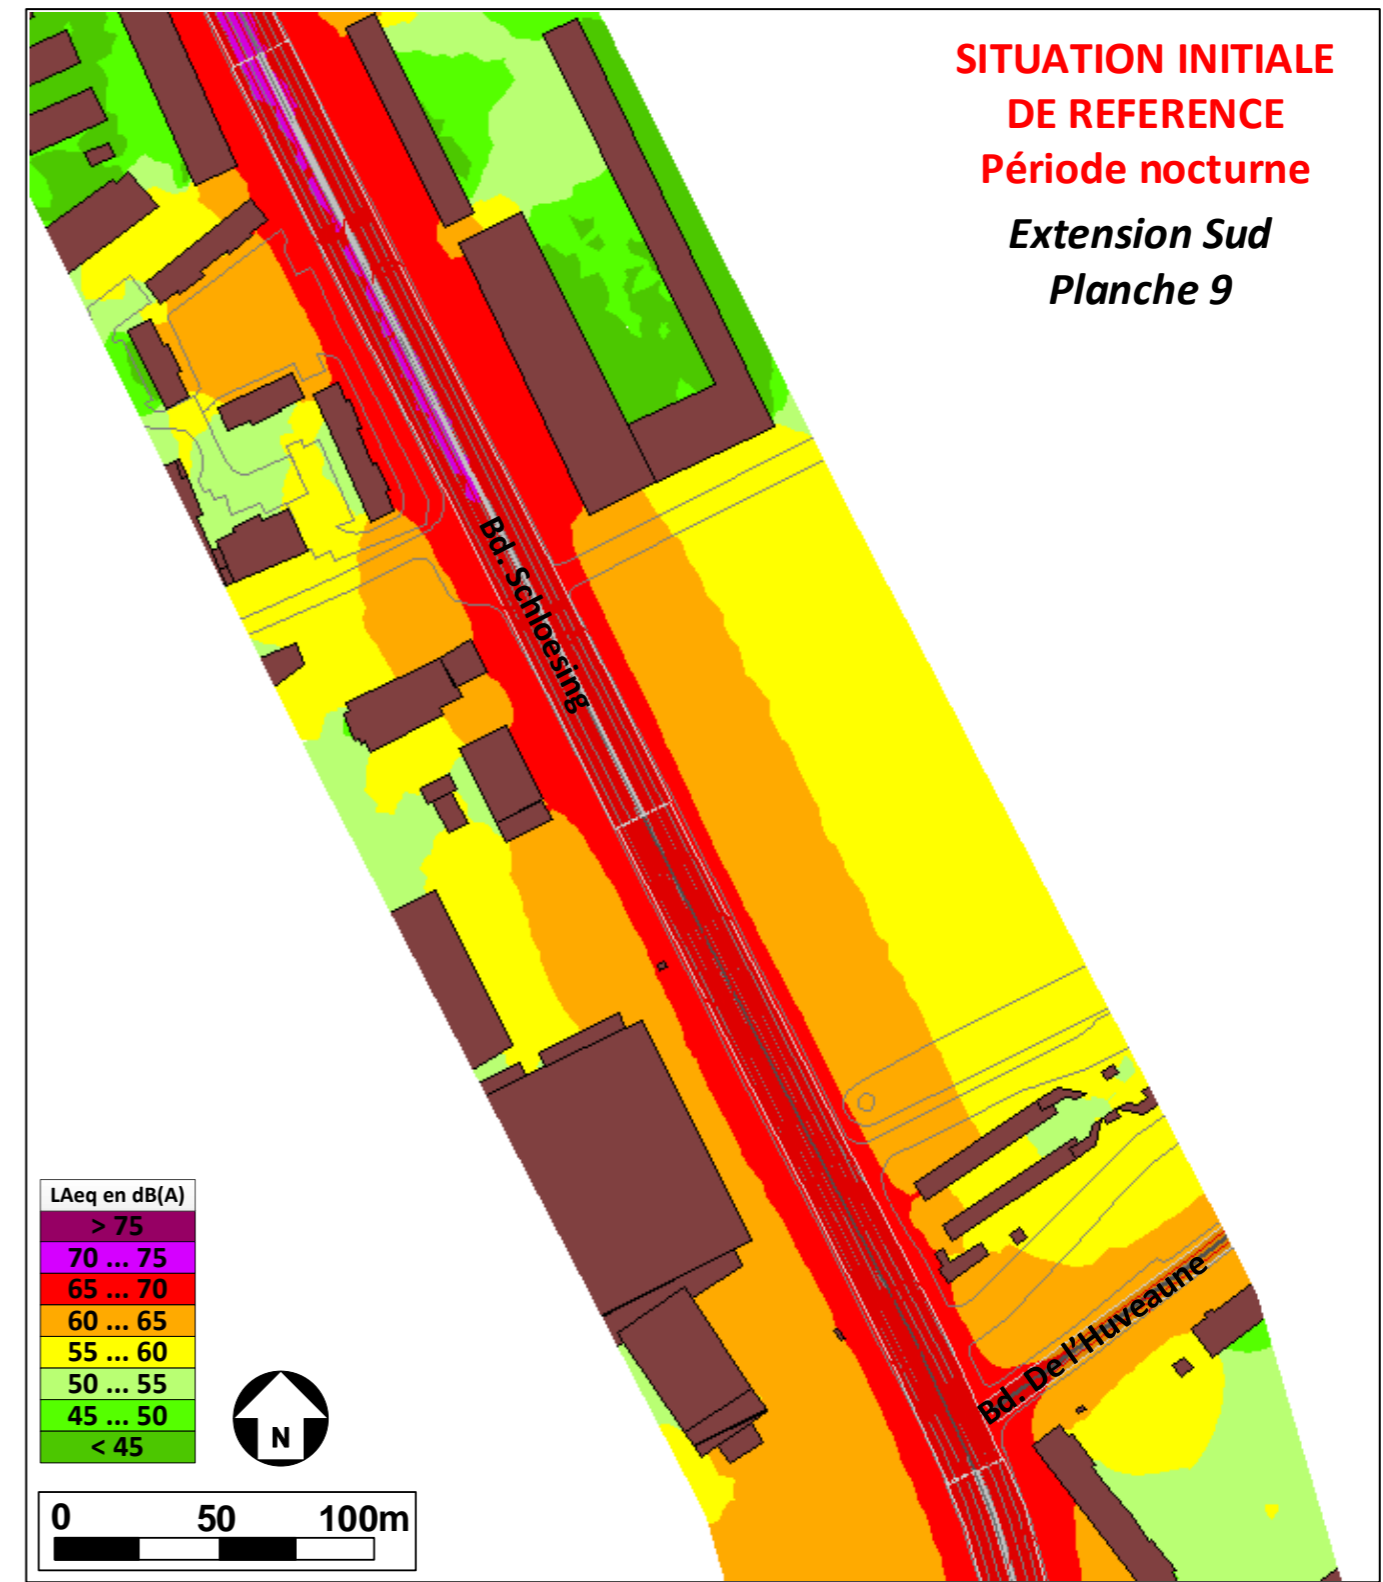 SITUATION INITIALE
DE REFERENCE
Période nocturne
Extension Sud
Planche 9
Bd. Schloesing
Bd. De l'Huveaune
LAeq en dB(A)
> 75
70 ... 75
65 ... 70
60 ... 65
55 ... 60
50 ... 55
45 ... 50
< 45
N
0 50 100m